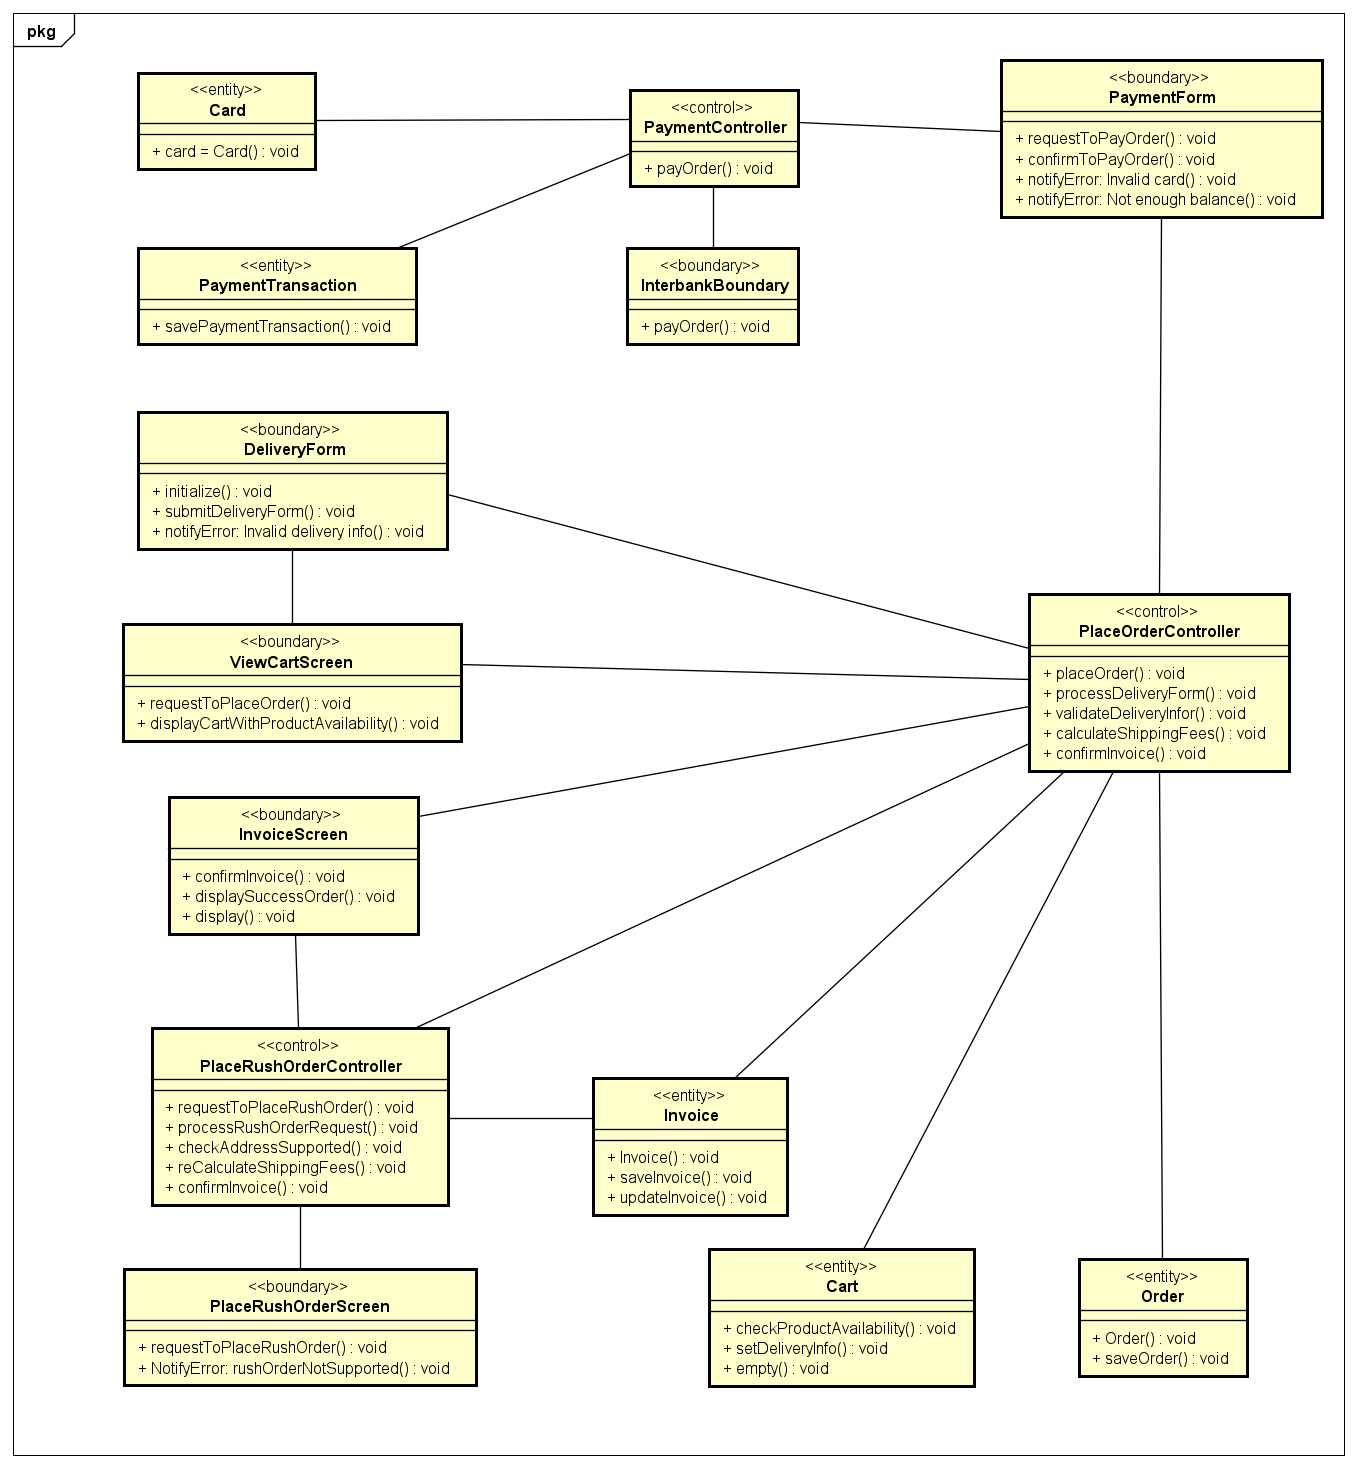 pkg
<<entity>>
Card
+ card = Card() : void
<<control>>
PaymentController
+ payOrder() : void
<<boundary>>
PaymentForm
+ requestToPayOrder() : void
+ confirmToPayOrder() : void
+ notifyError: Invalid card() : void
+ notifyError: Not enough balance() : void
<<entity>>
PaymentTransaction
+ savePaymentTransaction() : void
<<boundary>>
InterbankBoundary
+ payOrder() : void
<<boundary>>
DeliveryForm
+ initialize() : void
+ submitDeliveryForm() : void
+ notifyError: Invalid delivery info() : void
<<boundary>>
ViewCartScreen
+ requestToPlaceOrder() : void
+ displayCartWithProductAvailability() : void
<<control>>
PlaceOrderController
+ placeOrder() : void
+ processDeliveryForm() : void
+ validateDeliveryInfor() : void
+ calculateShippingFees() : void
+ confirmInvoice() : void
<<boundary>>
InvoiceScreen
+ confirmInvoice() : void
+ displaySuccessOrder() : void
+ display() : void
<<control>>
PlaceRushOrderController
+ requestToPlaceRushOrder() : void
+ processRushOrderRequest() : void
+ checkAddressSupported() : void
+ reCalculateShippingFees() : void
+ confirmInvoice() : void
<<entity>>
Invoice
+ Invoice() : void
+ saveInvoice() : void
+ updateInvoice() : void
<<boundary>>
PlaceRushOrderScreen
+ requestToPlaceRushOrder() : void
+ NotifyError: rushOrderNotSupported() : void
<<entity>>
Cart
+ checkProductAvailability() : void
+ setDeliveryInfo() : void
+ empty() : void
<<entity>>
Order
+ Order() : void
+ saveOrder() : void